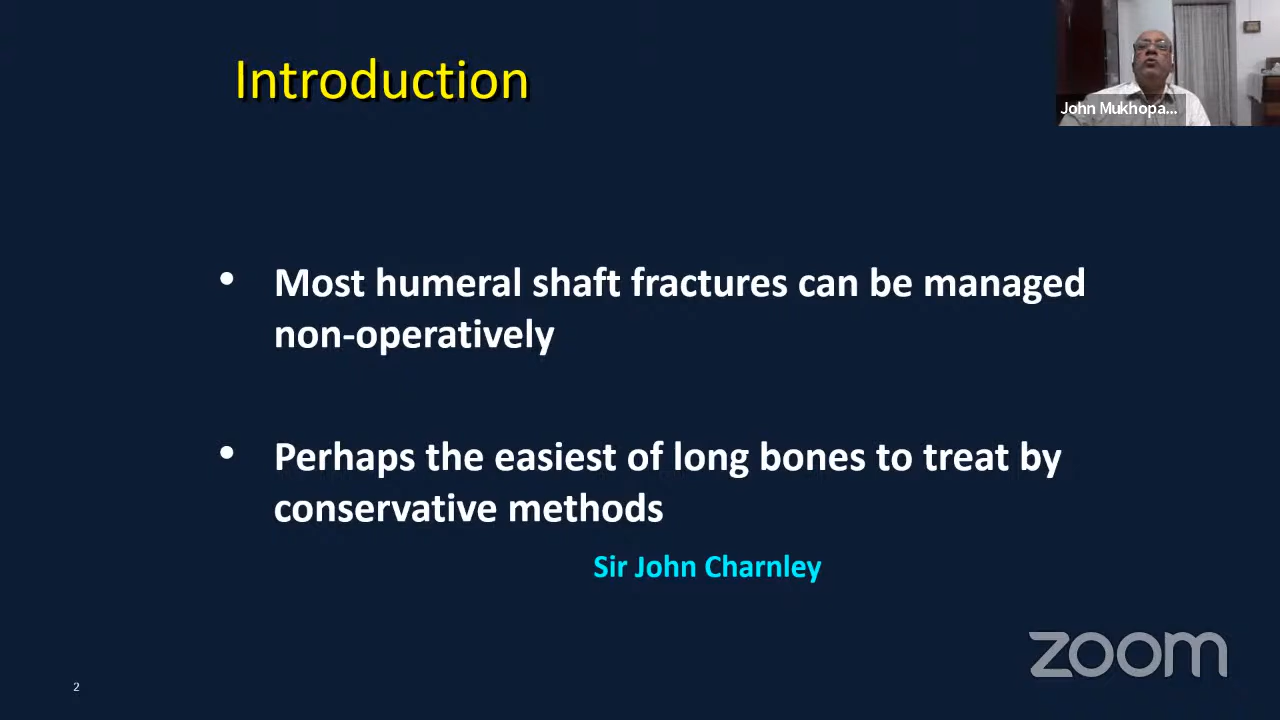 Introduction
John Mukhopa...
• Most humeral shaft fractures can be managed
non-operatively
• Perhaps the easiest of long bones to treat by
conservative methods
Sir John Charnley
zoom
2